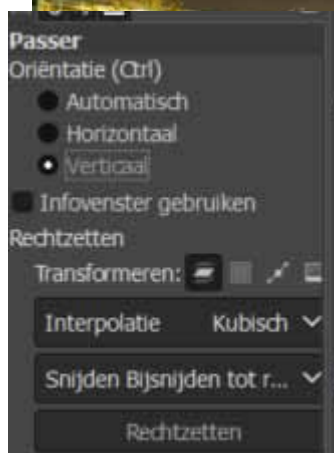 Passer
Oriëntatie (Ctrl)
Automatisch
Horizontaal
Verticaal
Infovenster gebruiken
Rechtzetten
Transformeren:
Interpolatie Kubisch
Snijden Bijsnijden tot r...
Rechtzetten